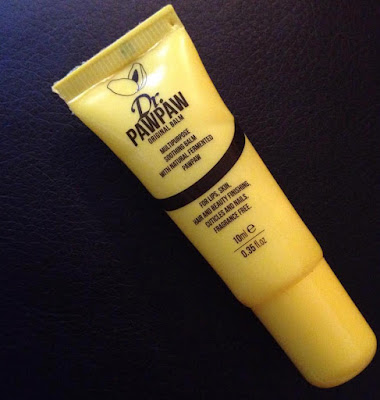 Dr.
PAWPAW
ORIGINAL BALM
MULTIPURPOSE
SOOTHING BALM
WITH NATURAL FERMENTED
PAWPAW
FOR LIPS, SKIN,
HAIR AND BEAUTY FINISHING,
CUTICLES AND NAILS.
FRAGRANCE FREE.
10ml e
0.35 fl.oz